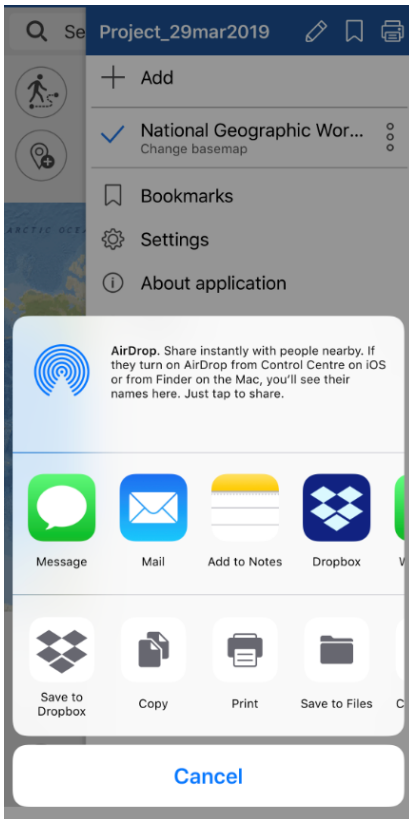 Se
Project_29mar2019
Add
National Geographic Wor...
Change basemap
Bookmarks
ARCTIC OCE
Settings
About application
AirDrop. Share instantly with people nearby. If
they turn on AirDrop from Control Centre on iOS
or from Finder on the Mac, you'll see their
names here. Just tap to share.
Message
Mail
Add to Notes
Dropbox
Save to
Dropbox
Copy
Print
Save to Files
C
Cancel